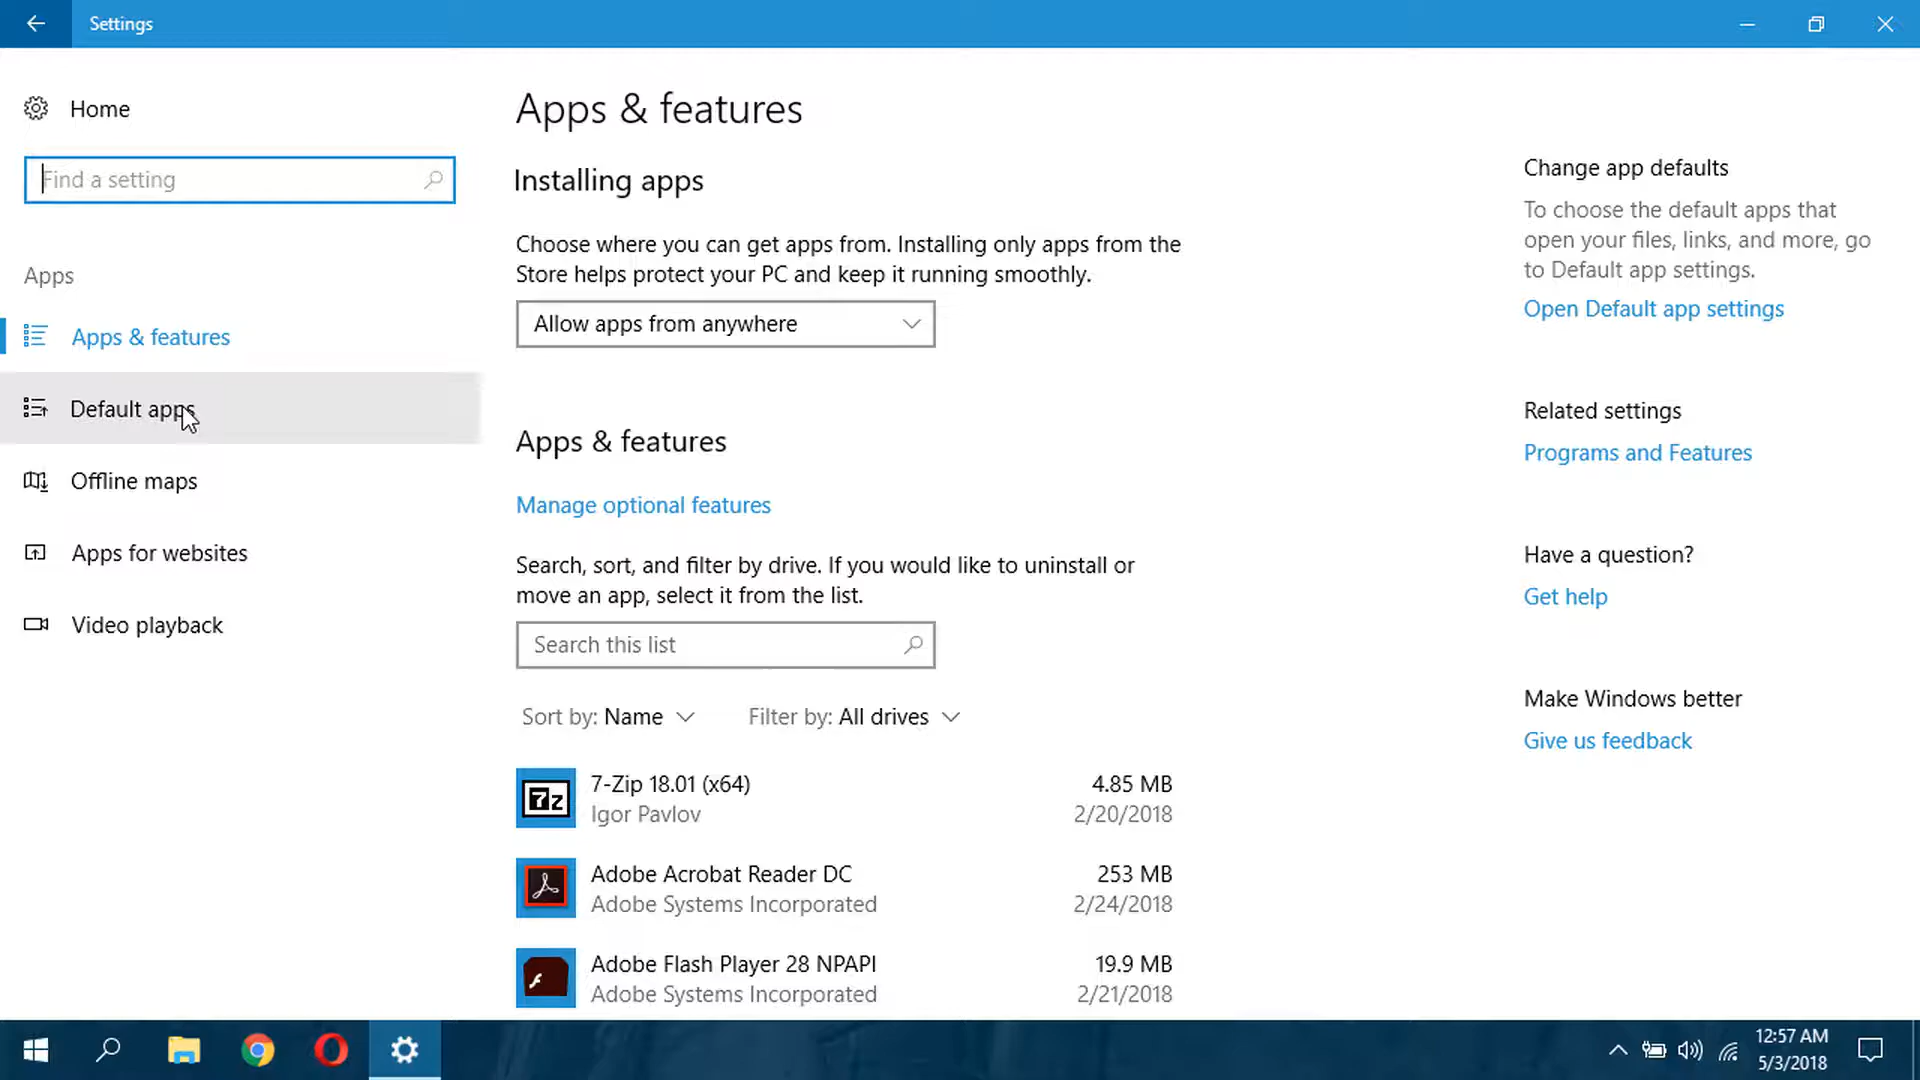 Settings
Home
Find a setting
Apps
Apps & features
Default apps
Offline maps
Apps for websites
Video playback
Apps & features
Installing apps
Choose where you can get apps from. Installing only apps from the
Store helps protect your PC and keep it running smoothly.
Allow apps from anywhere
Apps & features
Manage optional features
Search, sort, and filter by drive. If you would like to uninstall or
move an app, select it from the list.
Search this list
Sort by: Name
Filter by: All drives
7z
7-Zip 18.01 (x64)
4.85 MB
Igor Pavlov
2/20/2018
Adobe Acrobat Reader DC
253 MB
Adobe Systems Incorporated
2/24/2018
Adobe Flash Player 28 NPAPI
19.9 MB
Adobe Systems Incorporated
2/21/2018
Change app defaults
To choose the default apps that
open your files, links, and more, go
to Default app settings.
Open Default app settings
Related settings
Programs and Features
Have a question?
Get help
Make Windows better
Give us feedback
12:57 AM
5/3/2018